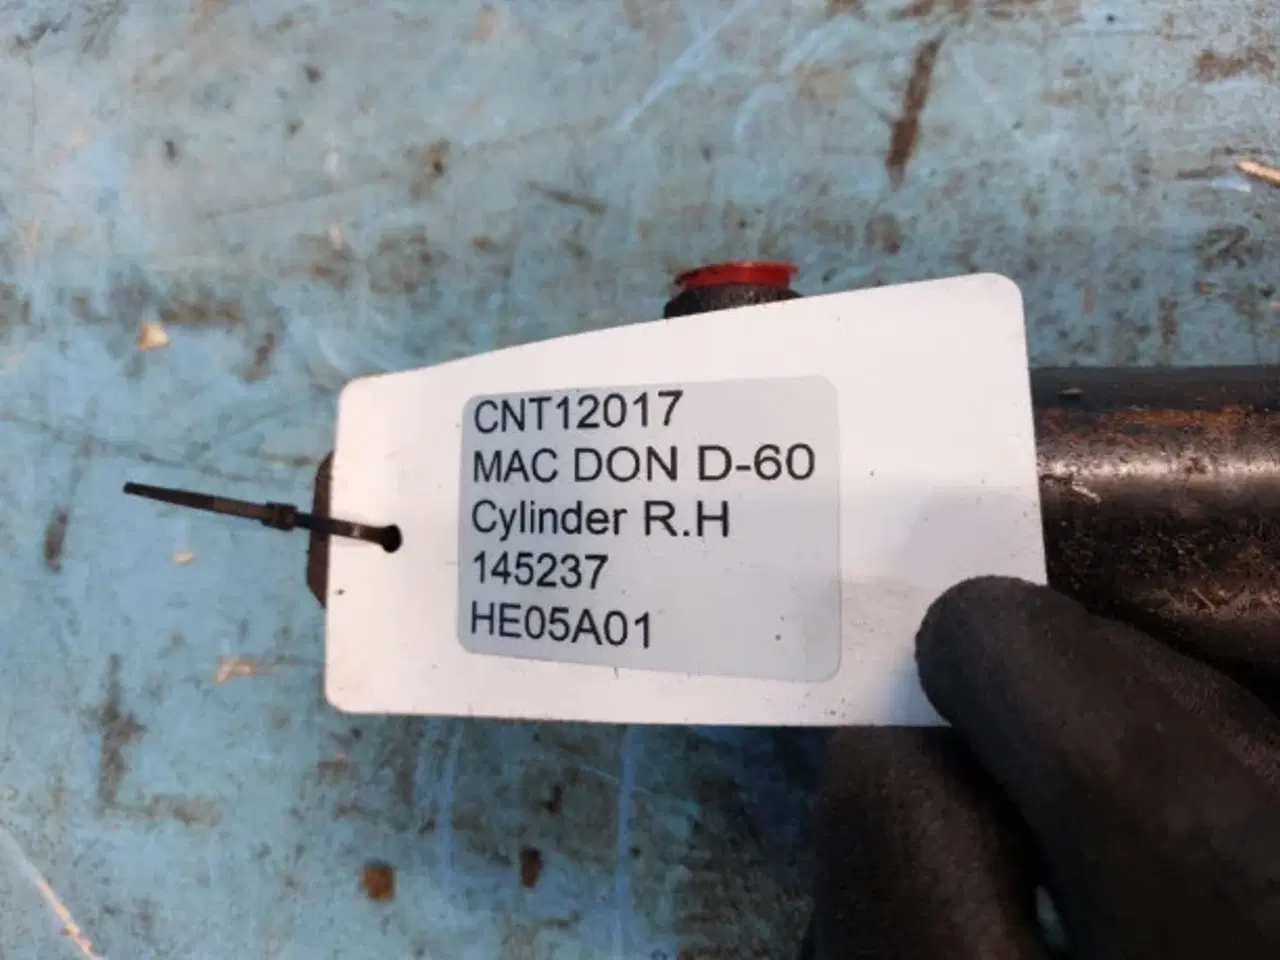 CNT12017
MAC DON D-60
Cylinder R.H
145237
HE05A01